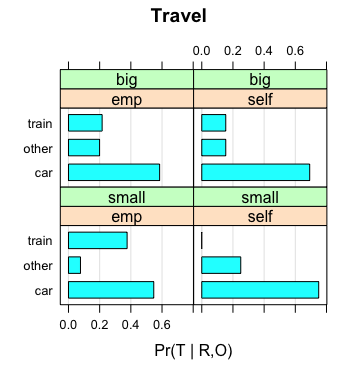 Travel
0.0 0.2 0.4 0.6
big big
emp self
train
other
car
small small
emp self
train
other
car
0.0 0.2 0.4 0.6
Pr(T | R,O)